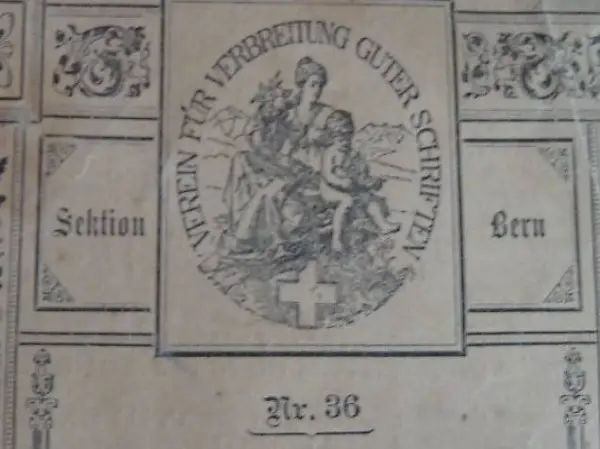 VEREIN FÜR VERBREITUNG GUTER SCHRIFTEN
Sektion
Bern
Nr. 36